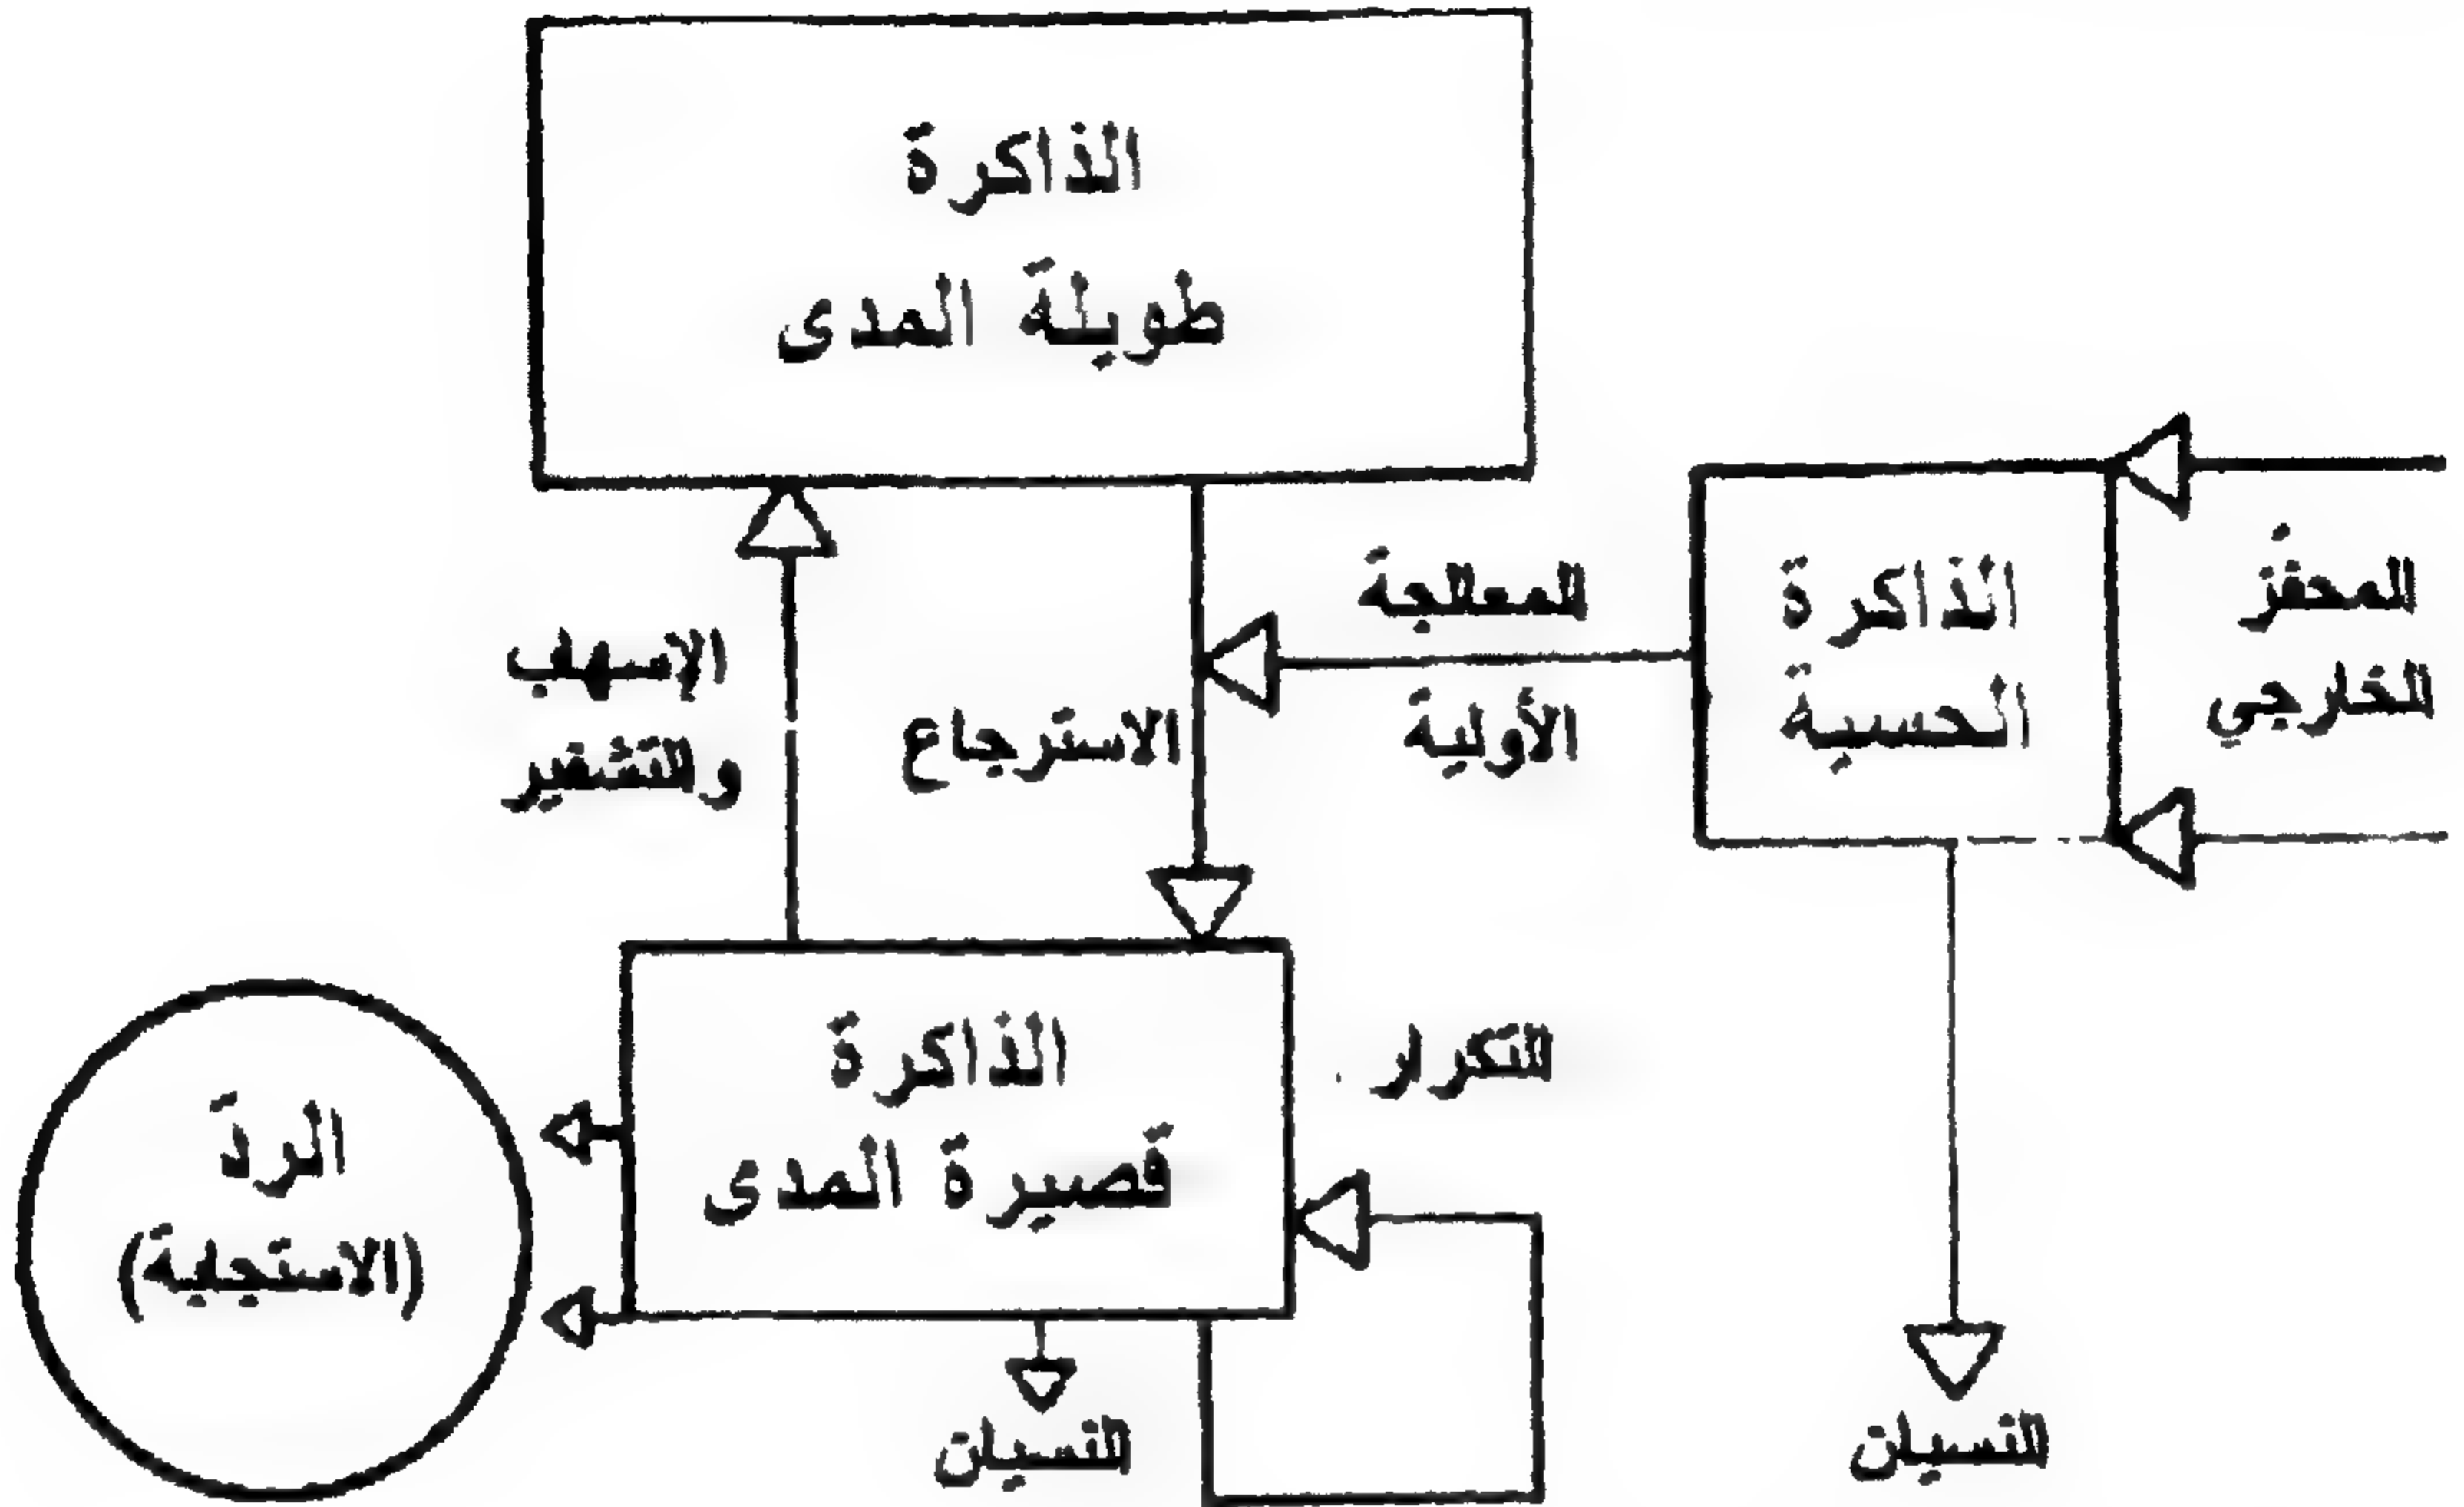 الذاكرة
طويلة المدى
المحفز
الخارجي
الذاكرة
الحسية
المعالجة
الأولية
الاسترجاع
الإسهاب
والتشفير
الذاكرة
قصيرة المدى
التكرار
الردّ
(الاستجابة)
النسيان
النسيان